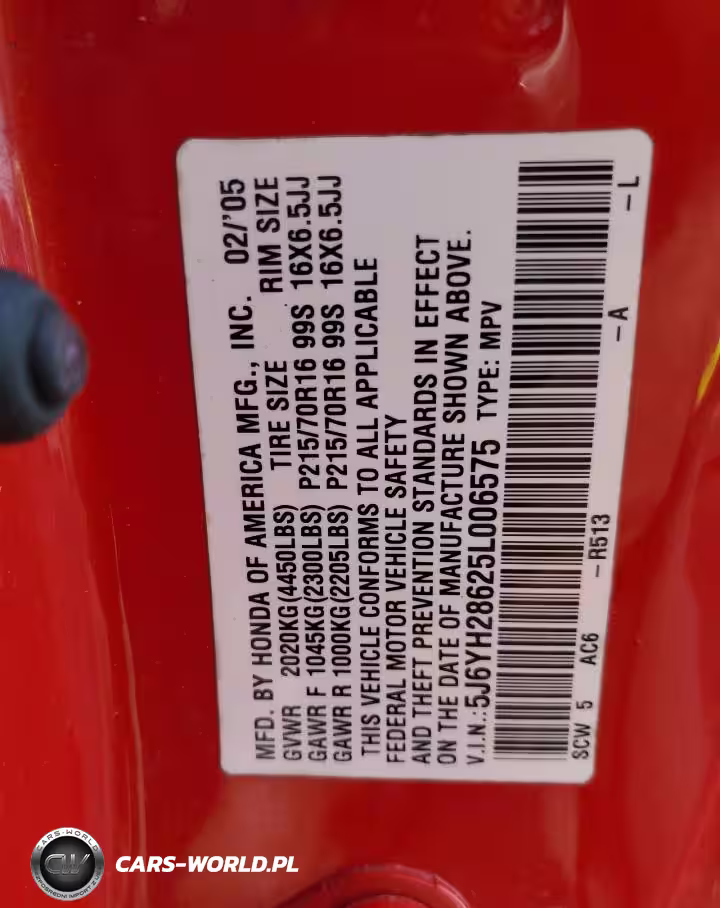 MFD. BY HONDA OF AMERICA MFG., INC. 02/'05
GVWR 2020KG(4450LBS) TIRE SIZE RIM SIZE
GAWR F 1045KG(2300LBS) P215/70R16 99S 16X6.5JJ
GAWR R 1000KG(2205LBS) P215/70R16 99S 16X6.5JJ
THIS VEHICLE CONFORMS TO ALL APPLICABLE
FEDERAL MOTOR VEHICLE SAFETY
AND THEFT PREVENTION STANDARDS IN EFFECT
ON THE DATE OF MANUFACTURE SHOWN ABOVE.
V.I.N.:5J6YH28625L006575 TYPE: MPV
SCW 5 AC6 –R513 –A –L
CARS-WORLD
CW
CARS-WORLD.PL